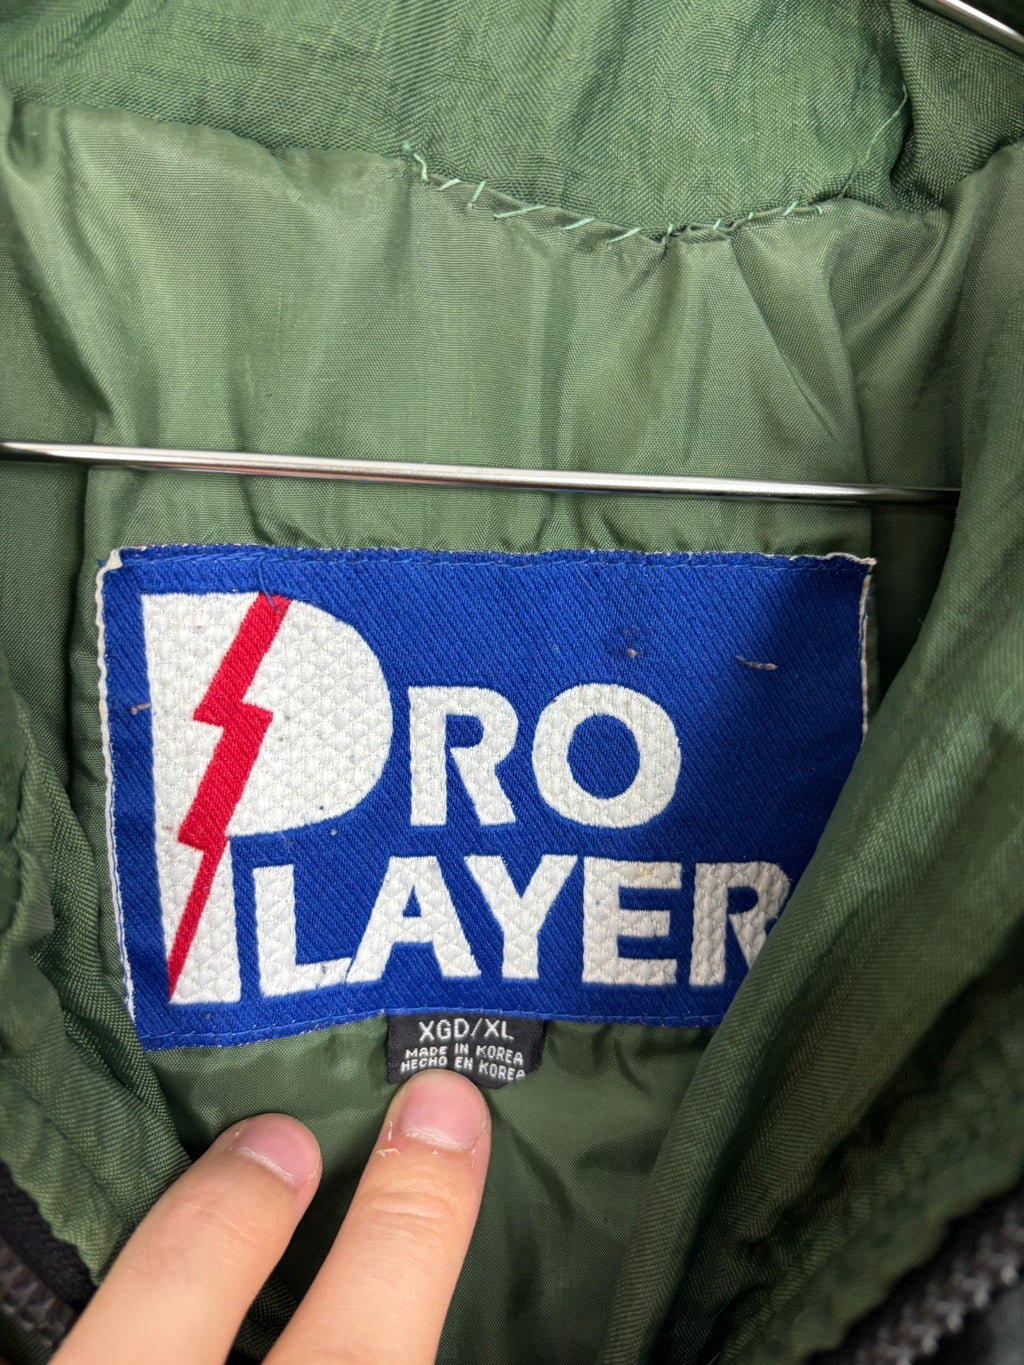 PRO
PLAYER
XGD/XL
MADE IN KOREA
HECHO EN KOREA